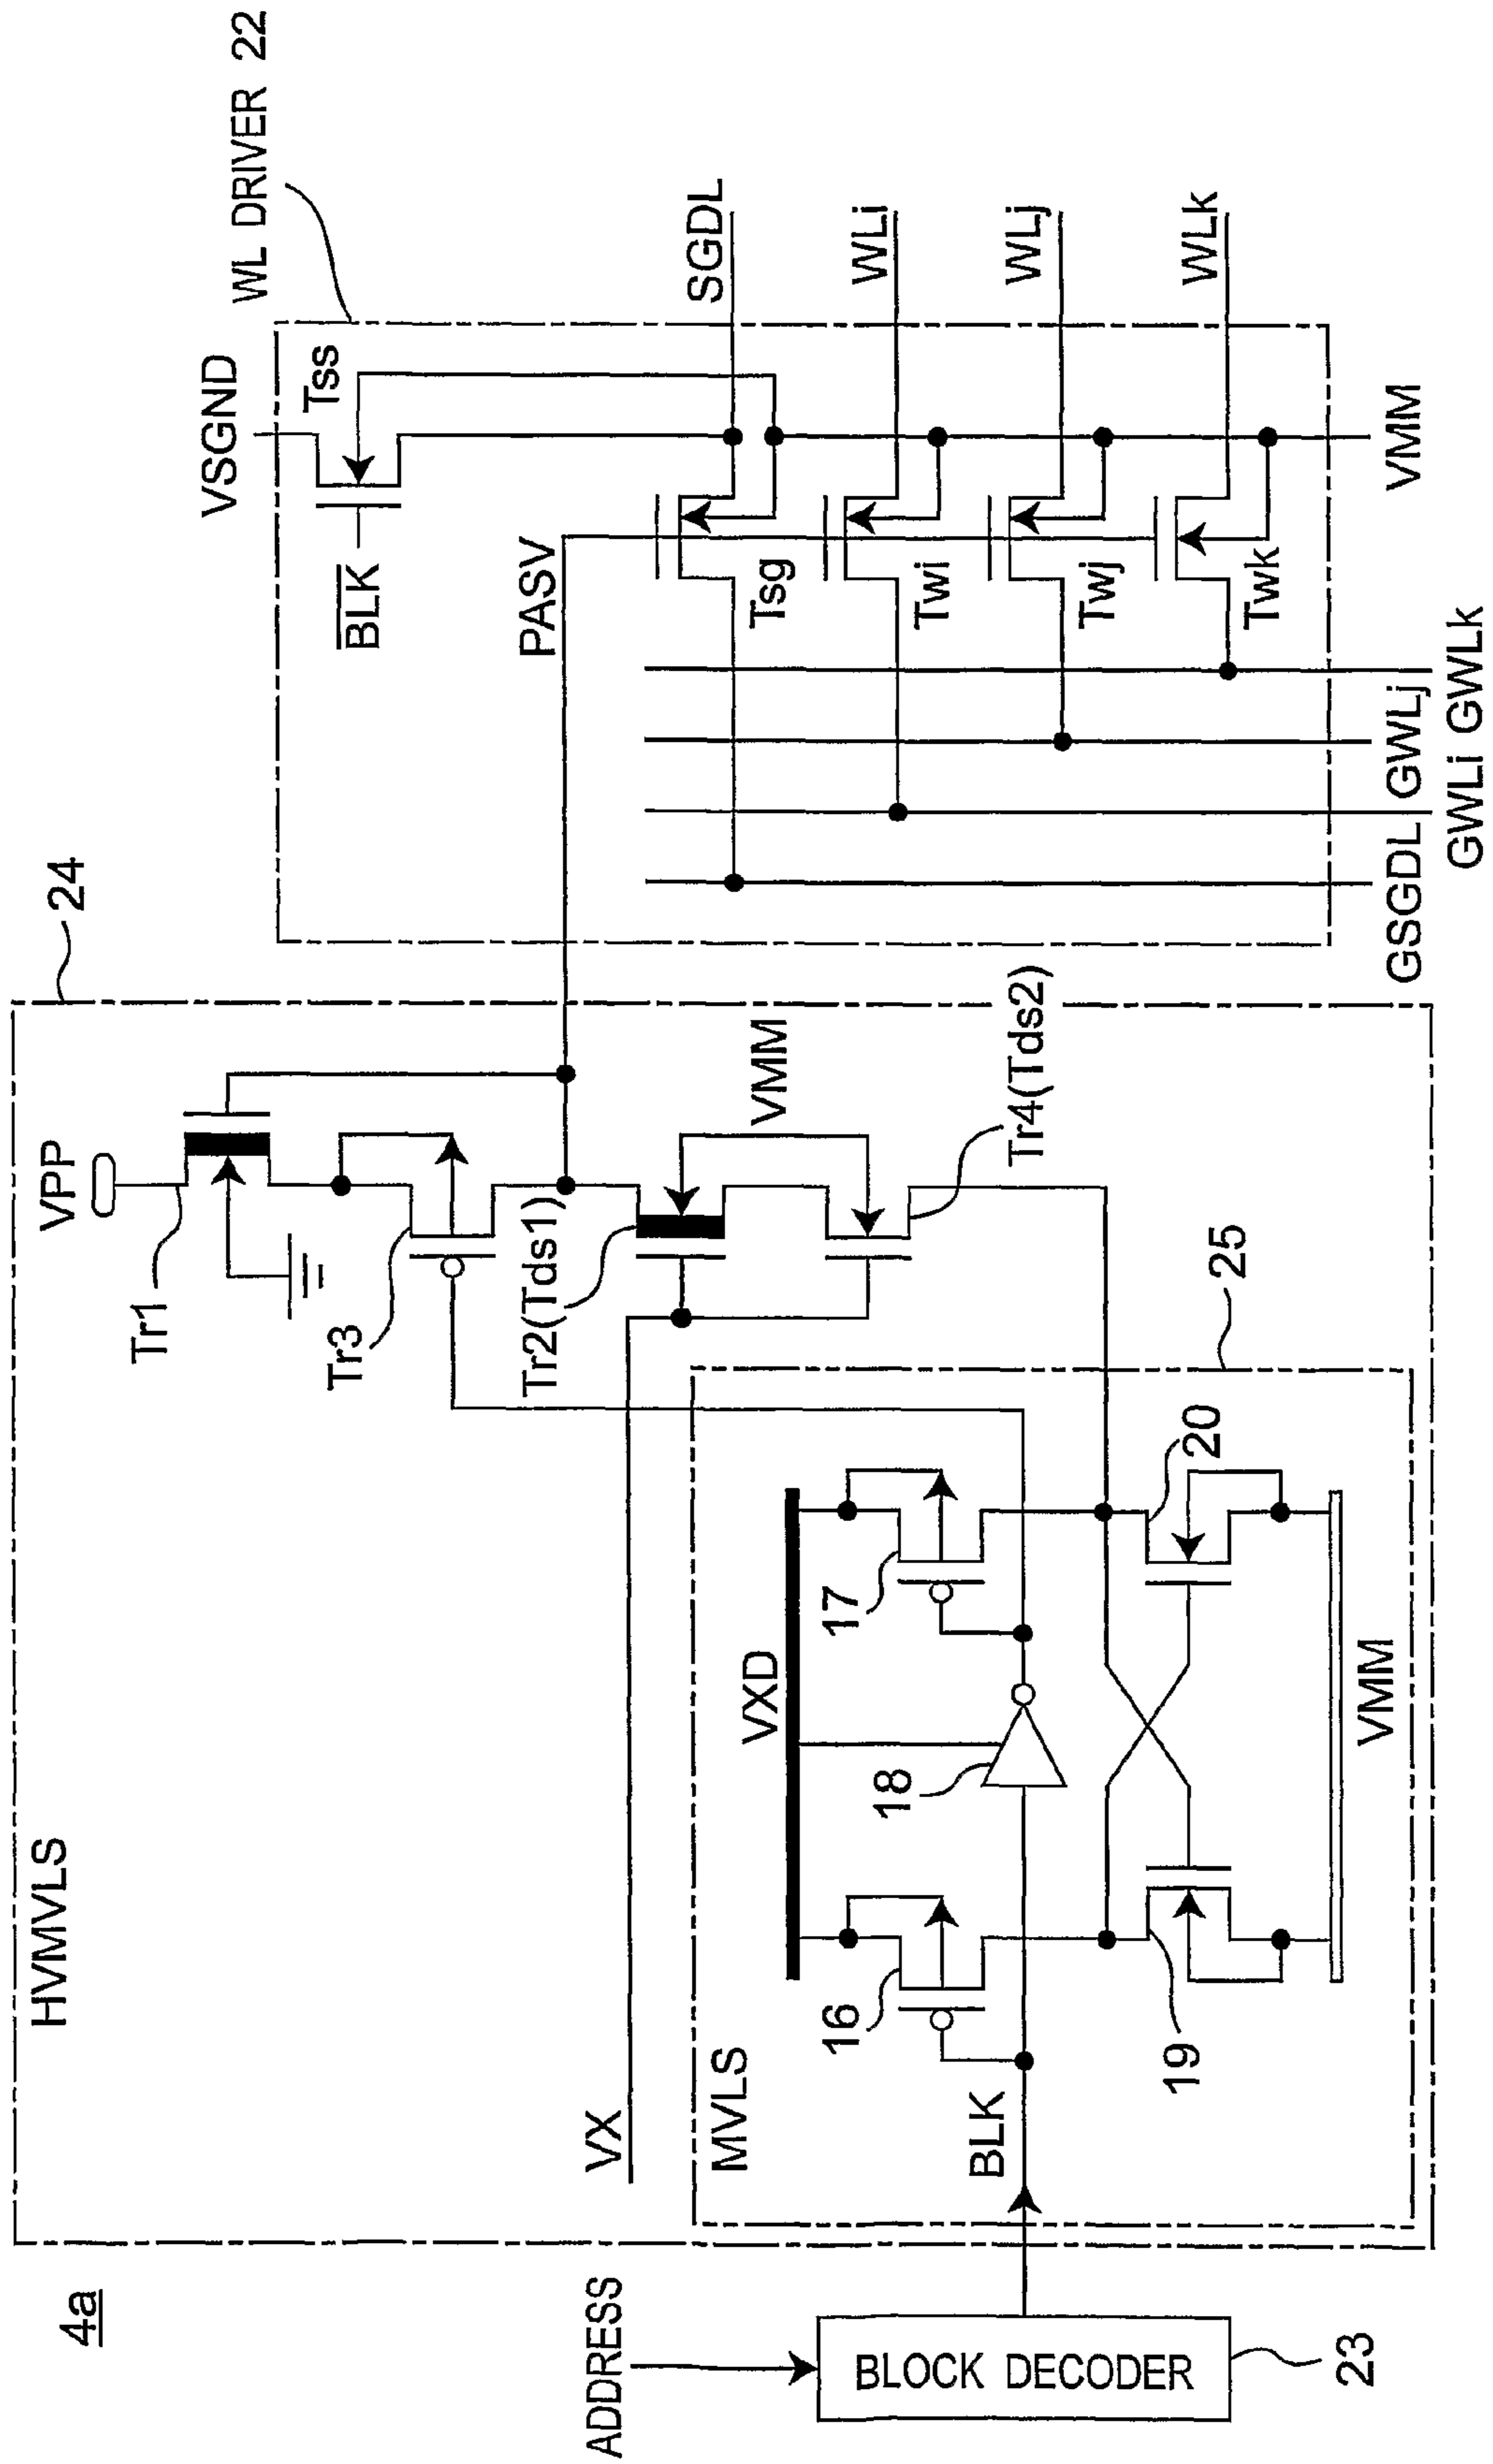 4a
HVMVLS
24
VPP
Tr1
Tr3
Tr2(Tds1)
VMM
Tr4(Tds2)
VX
MVLS
25
VXD
16
17
18
BLK
19
20
VMM
ADDRESS
BLOCK DECODER
23
WL DRIVER 22
VSGND
Tss
BLK
PASV
SGDL
WLi
WLj
WLk
Tsg
Twi
Twj
Twk
VMM
GSGDL GWLj
GWLi GWLk